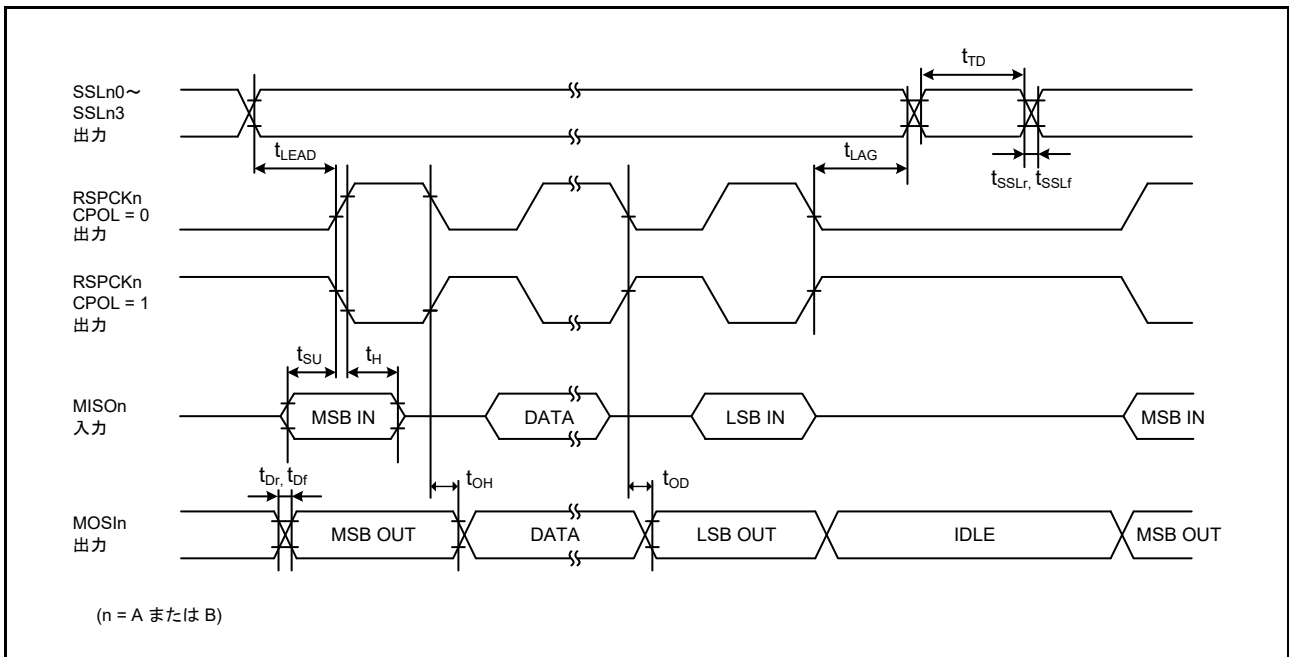 SSLn0～
SSLn3
出力
tTD
tLEAD
tLAG
tSSLr, tSSLf
RSPCKn
CPOL = 0
出力
RSPCKn
CPOL = 1
出力
tSU
tH
MISOn
入力
MSB IN
DATA
LSB IN
MSB IN
tDr, tDf
tOH
tOD
MOSIn
出力
MSB OUT
DATA
LSB OUT
IDLE
MSB OUT
(n = A または B)